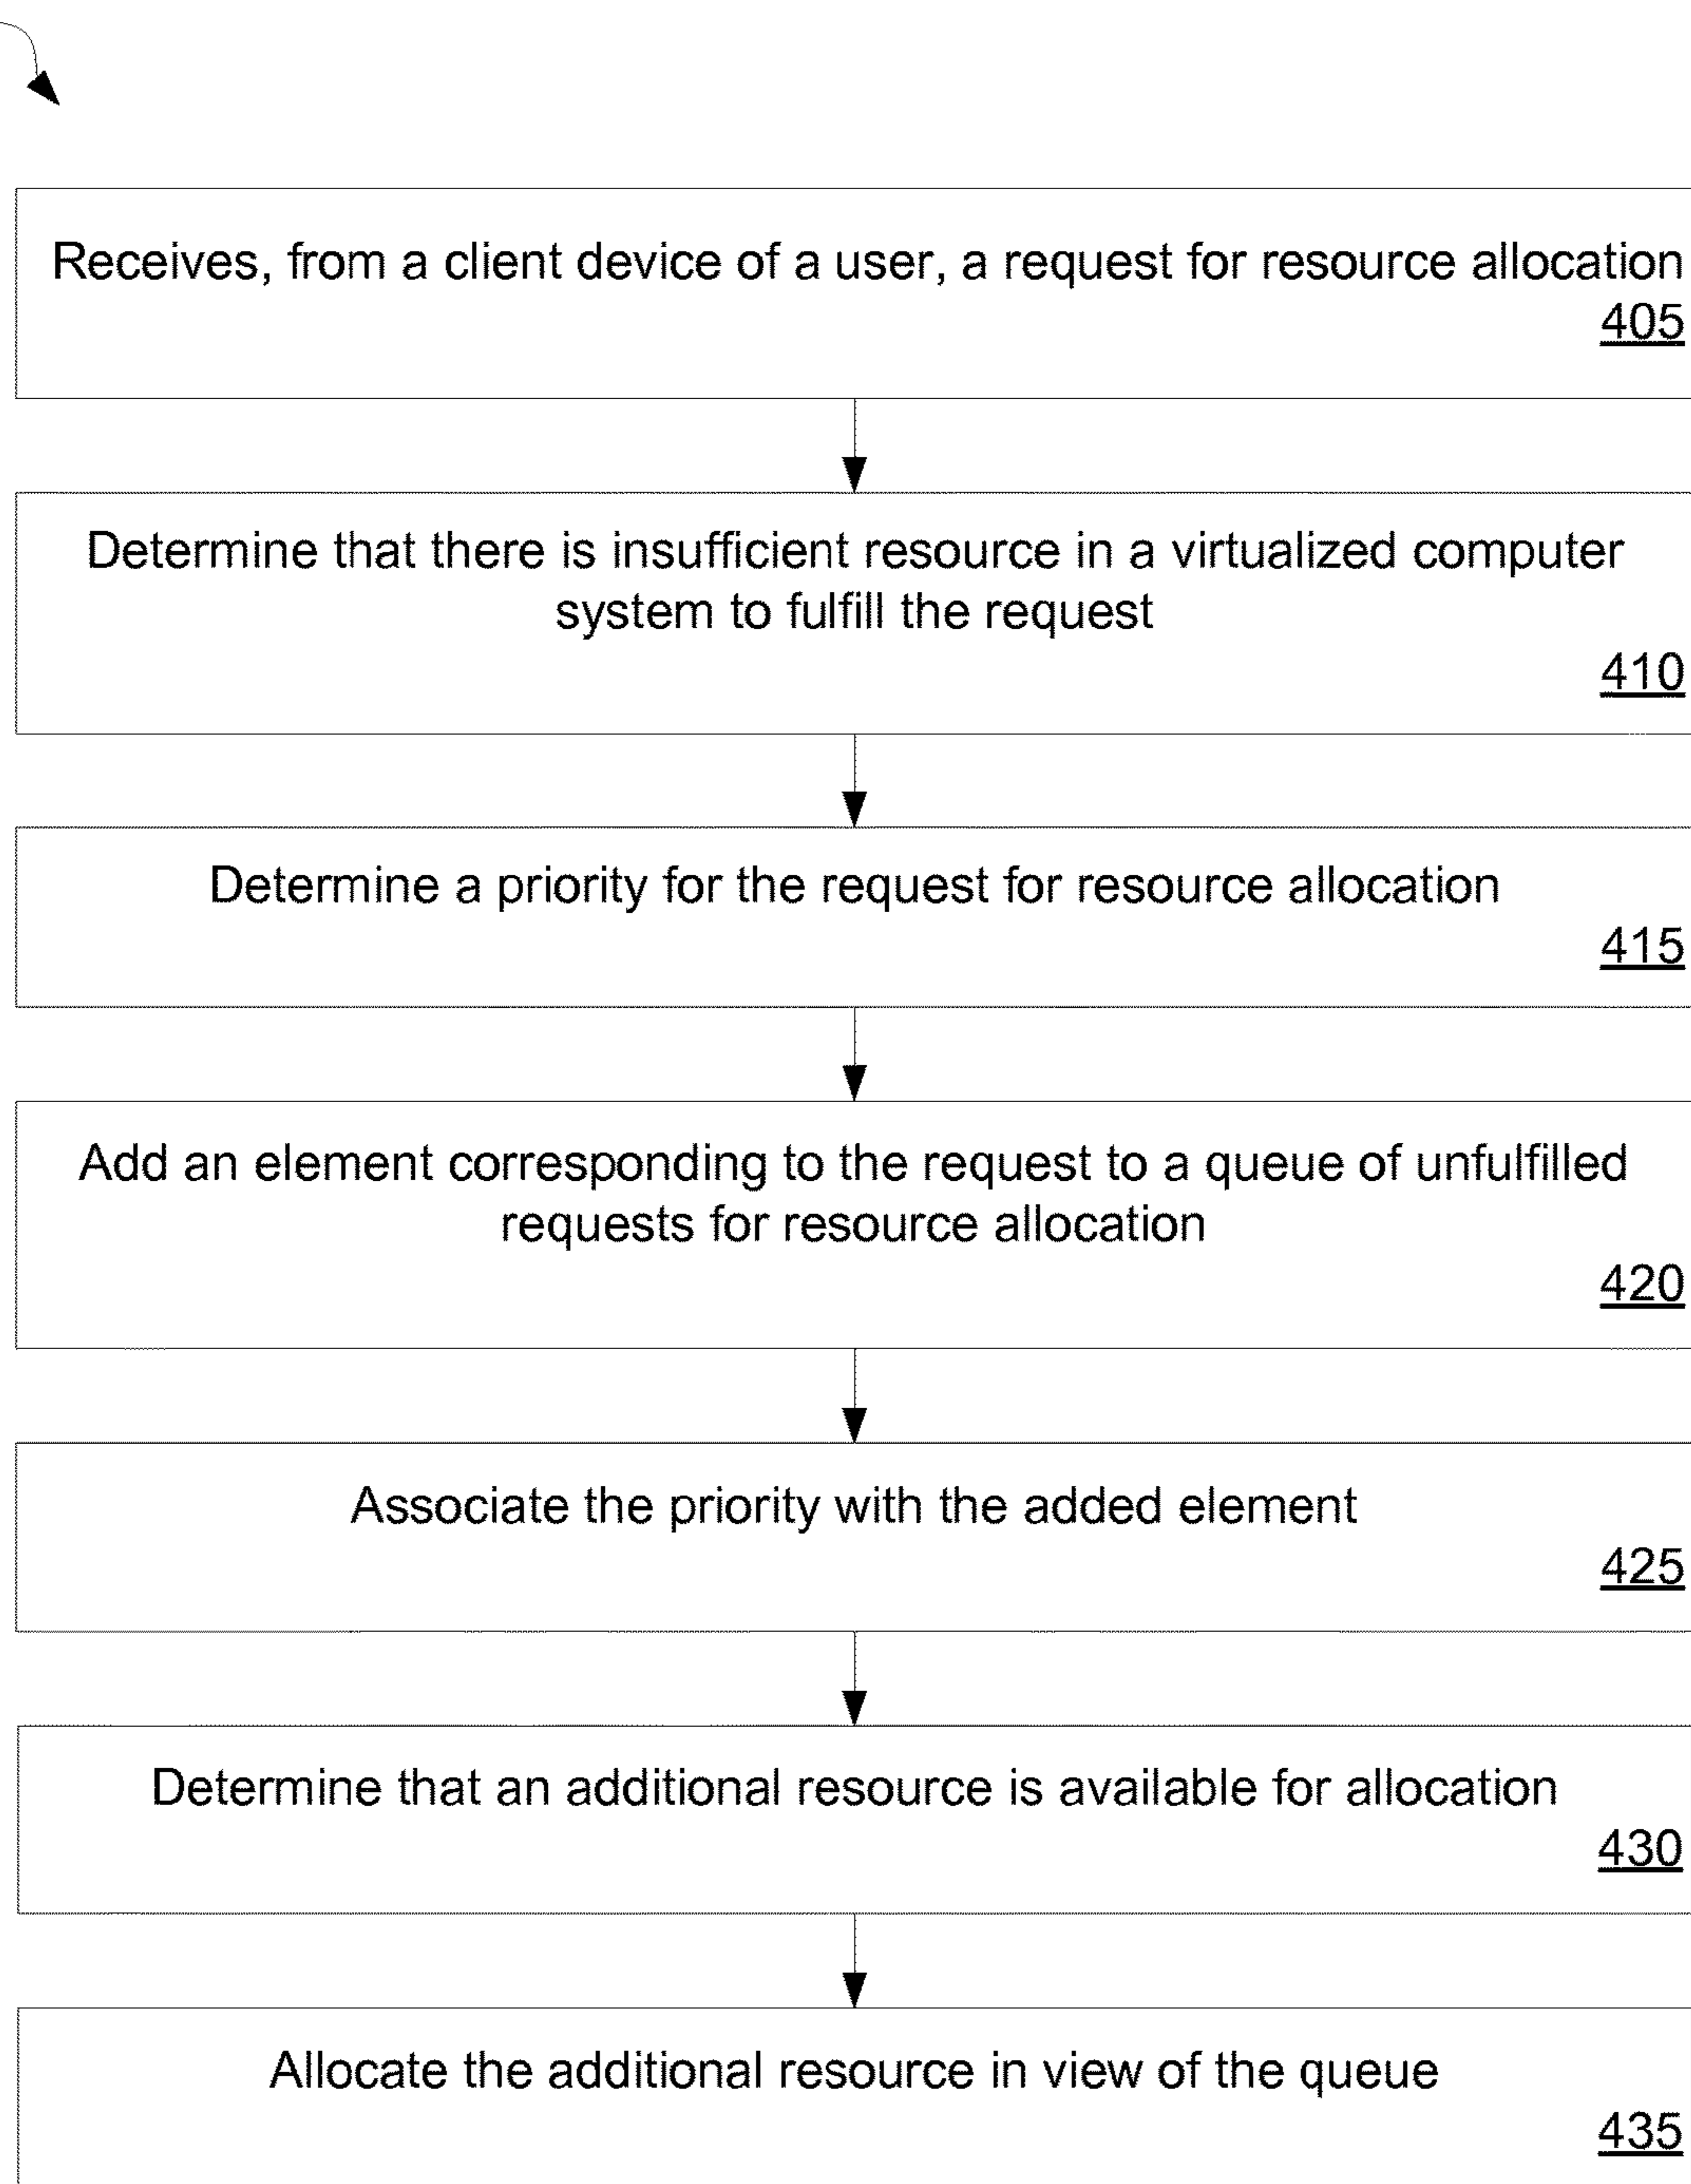 Receives, from a client device of a user, a request for resource allocation
405
Determine that there is insufficient resource in a virtualized computer
system to fulfill the request
410
Determine a priority for the request for resource allocation
415
Add an element corresponding to the request to a queue of unfulfilled
requests for resource allocation
420
Associate the priority with the added element
425
Determine that an additional resource is available for allocation
430
Allocate the additional resource in view of the queue
435